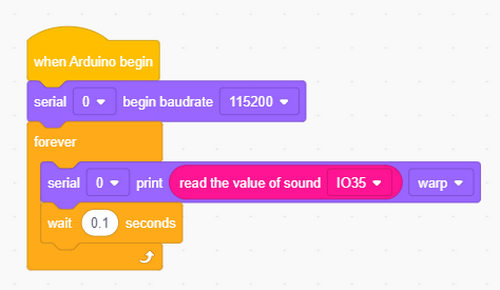 when Arduino begin
serial 0 begin baudrate 115200
forever
serial 0 print read the value of sound IO35 warp
wait 0.1 seconds